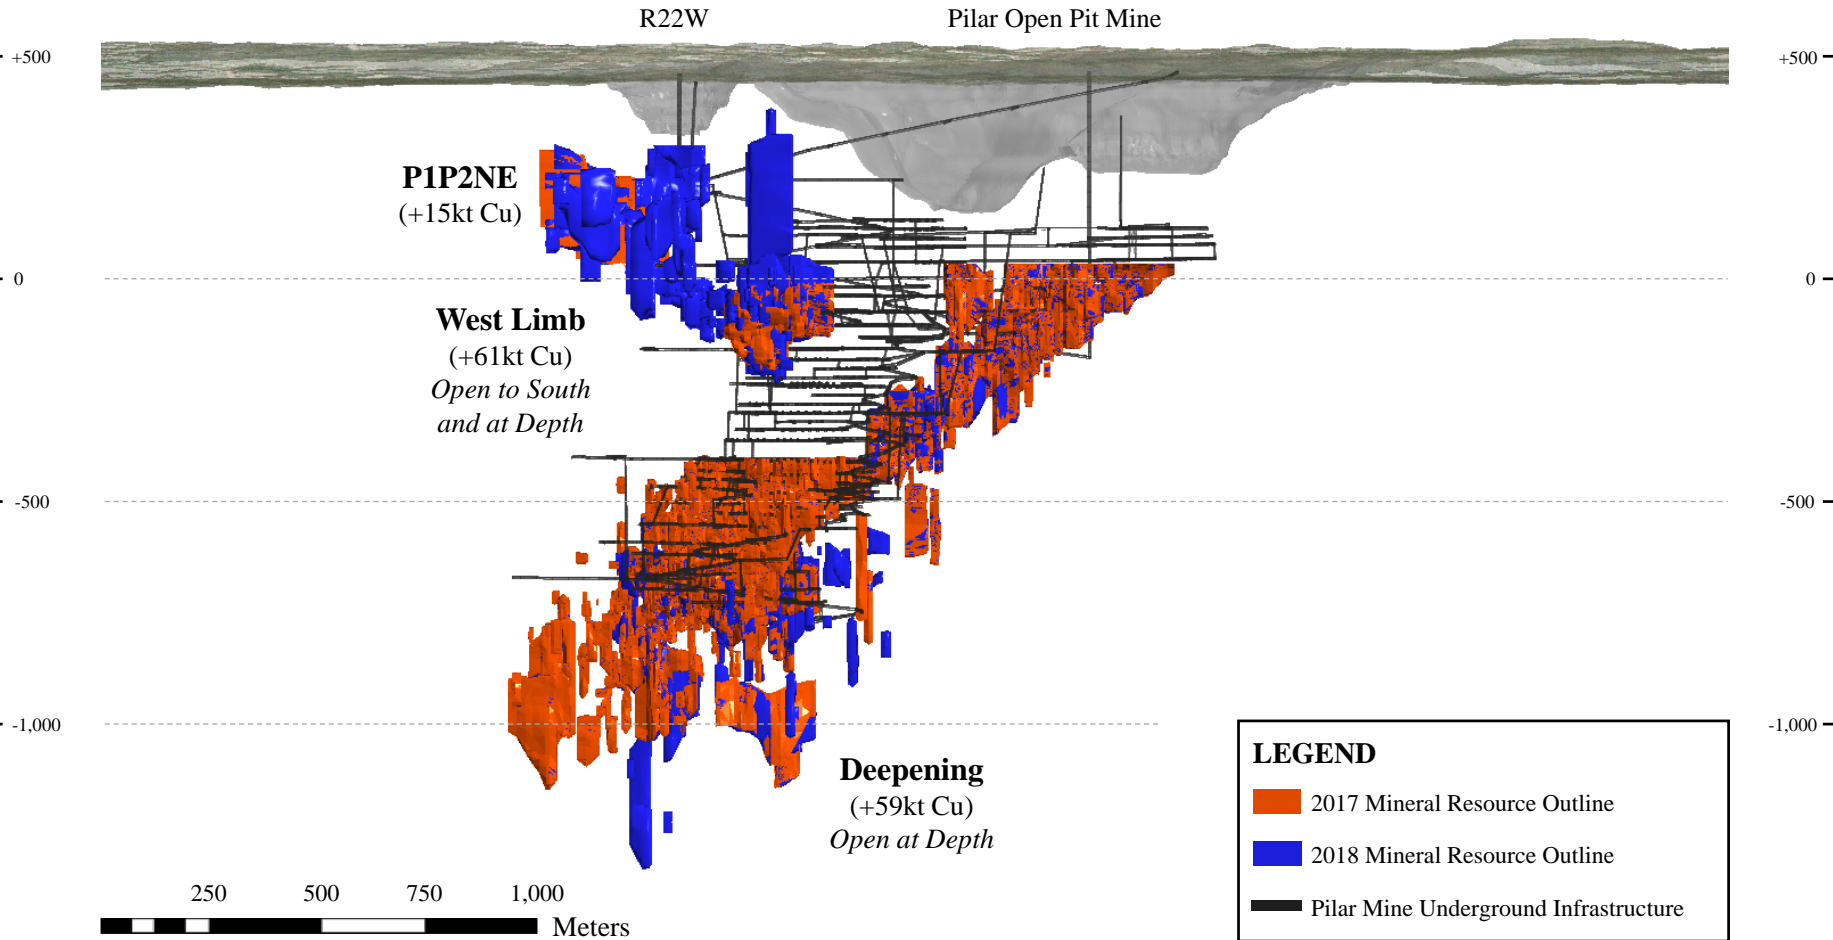 R22W
Pilar Open Pit Mine
+500
+500
P1P2NE
(+15kt Cu)
0
0
West Limb
(+61kt Cu)
Open to South
and at Depth
-500
-500
-1,000
-1,000
Deepening
(+59kt Cu)
Open at Depth
LEGEND
2017 Mineral Resource Outline
2018 Mineral Resource Outline
Pilar Mine Underground Infrastructure
250 500 750 1,000
Meters